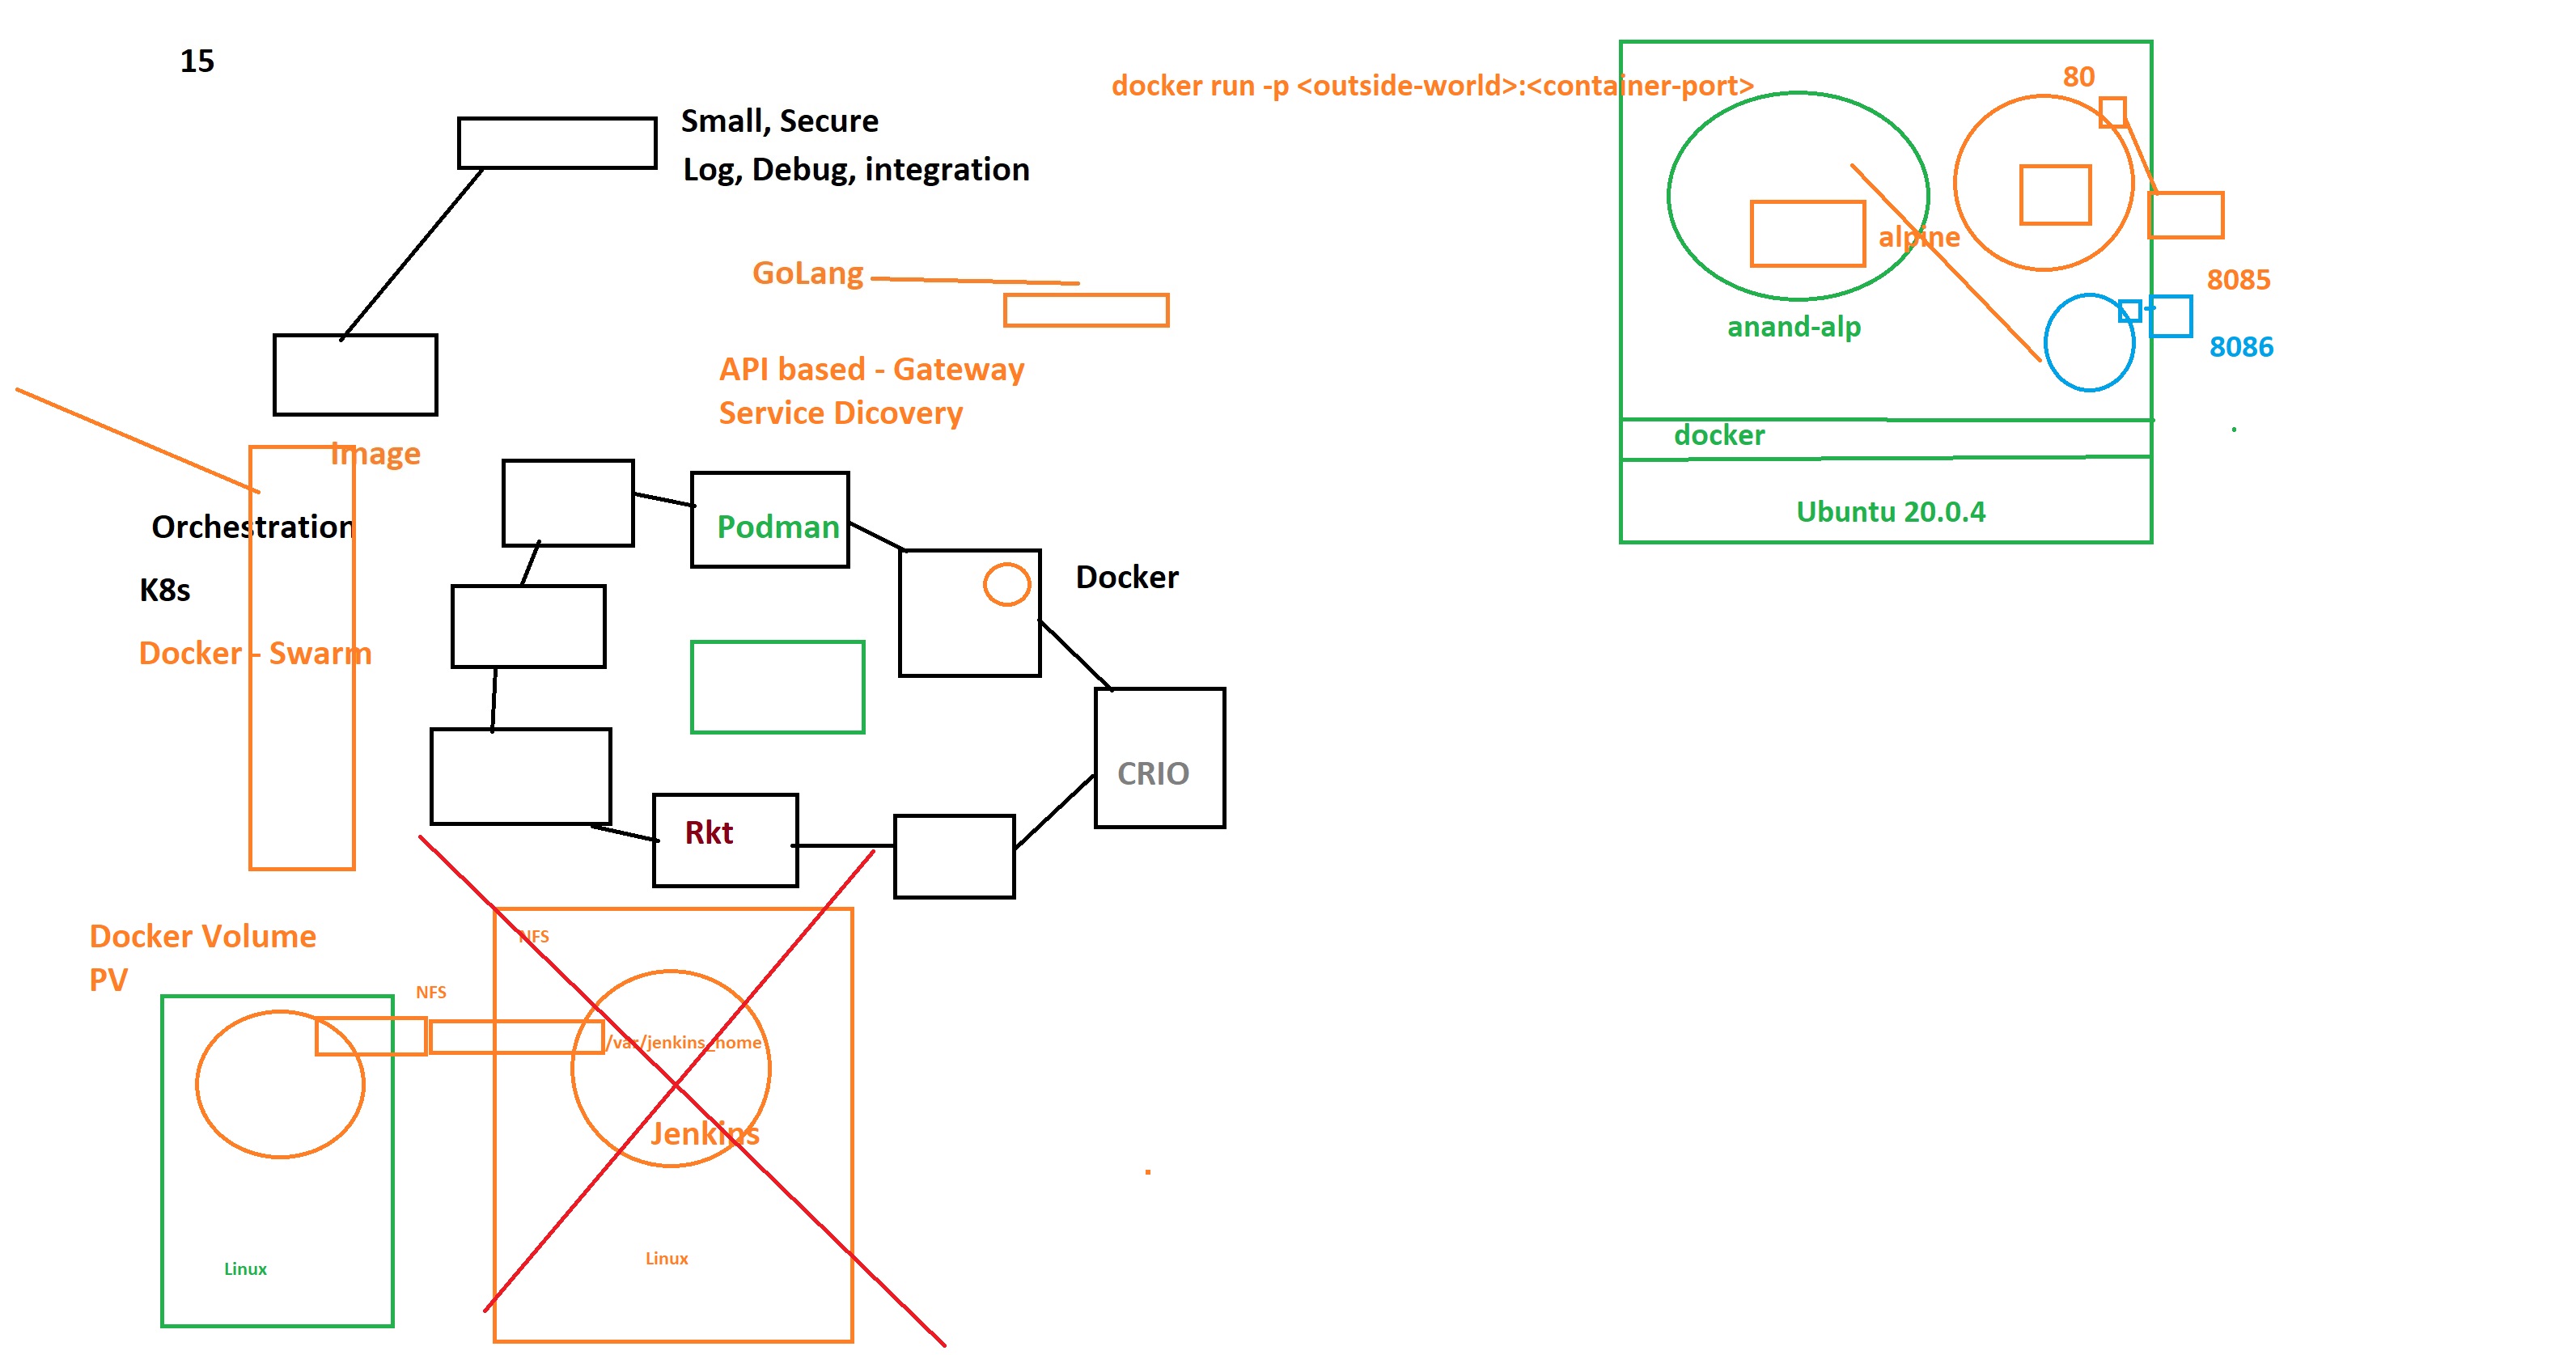 15
Small, Secure
Log, Debug, integration
GoLang
API based - Gateway
Service Dicovery
Image
Orchestration
K8s
Docker - Swarm
Podman
Docker
CRIO
Rkt
Docker Volume
PV
NFS
NFS
/var/jenkins_home
Jenkins
Linux
Linux
docker run -p <outside-world>:<container-port>
80
alpine
8085
anand-alp
8086
docker
Ubuntu 20.0.4